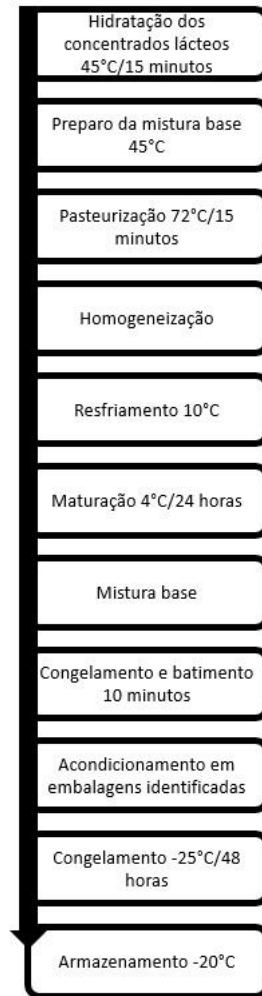 Hidratação dos
concentrados lácteos
45°C/15 minutos
Preparo da mistura base
45°C
Pasteurização 72°C/15
minutos
Homogeneização
Resfriamento 10°C
Maturação 4°C/24 horas
Mistura base
Congelamento e batimento
10 minutos
Acondicionamento em
embalagens identificadas
Congelamento -25°C/48
horas
Armazenamento -20°C